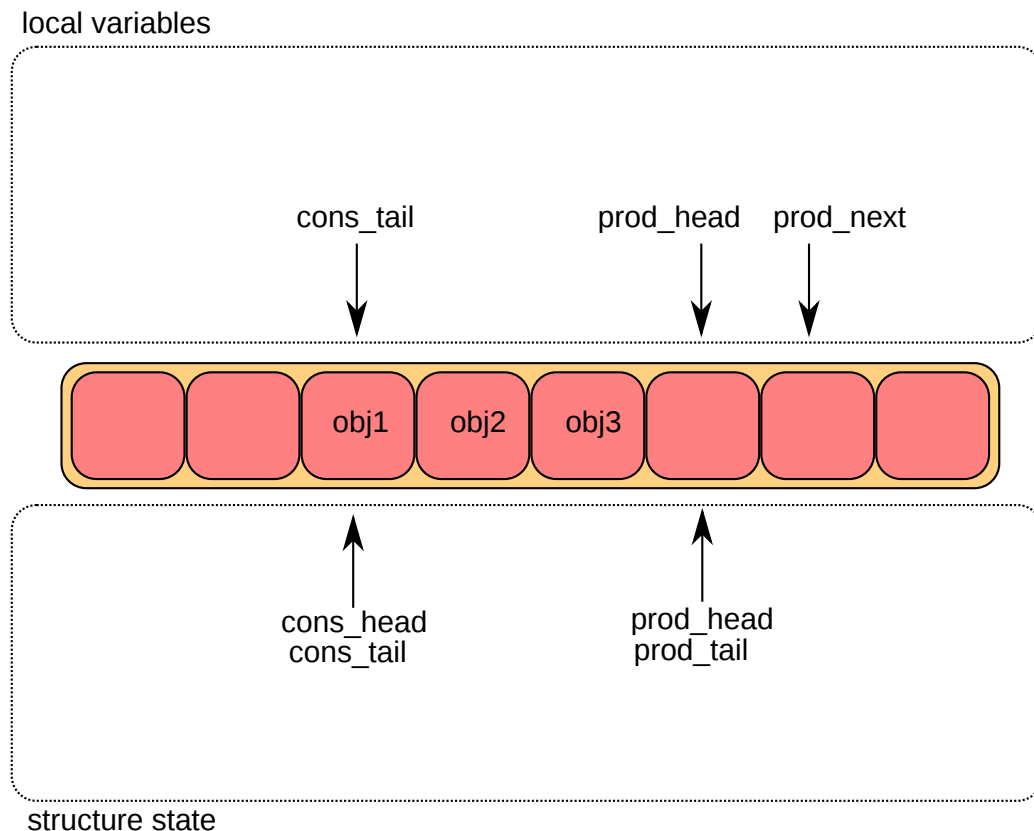 local variables
cons_tail prod_head prod_next
obj1 obj2 obj3
cons_head prod_head
cons_tail prod_tail
structure state